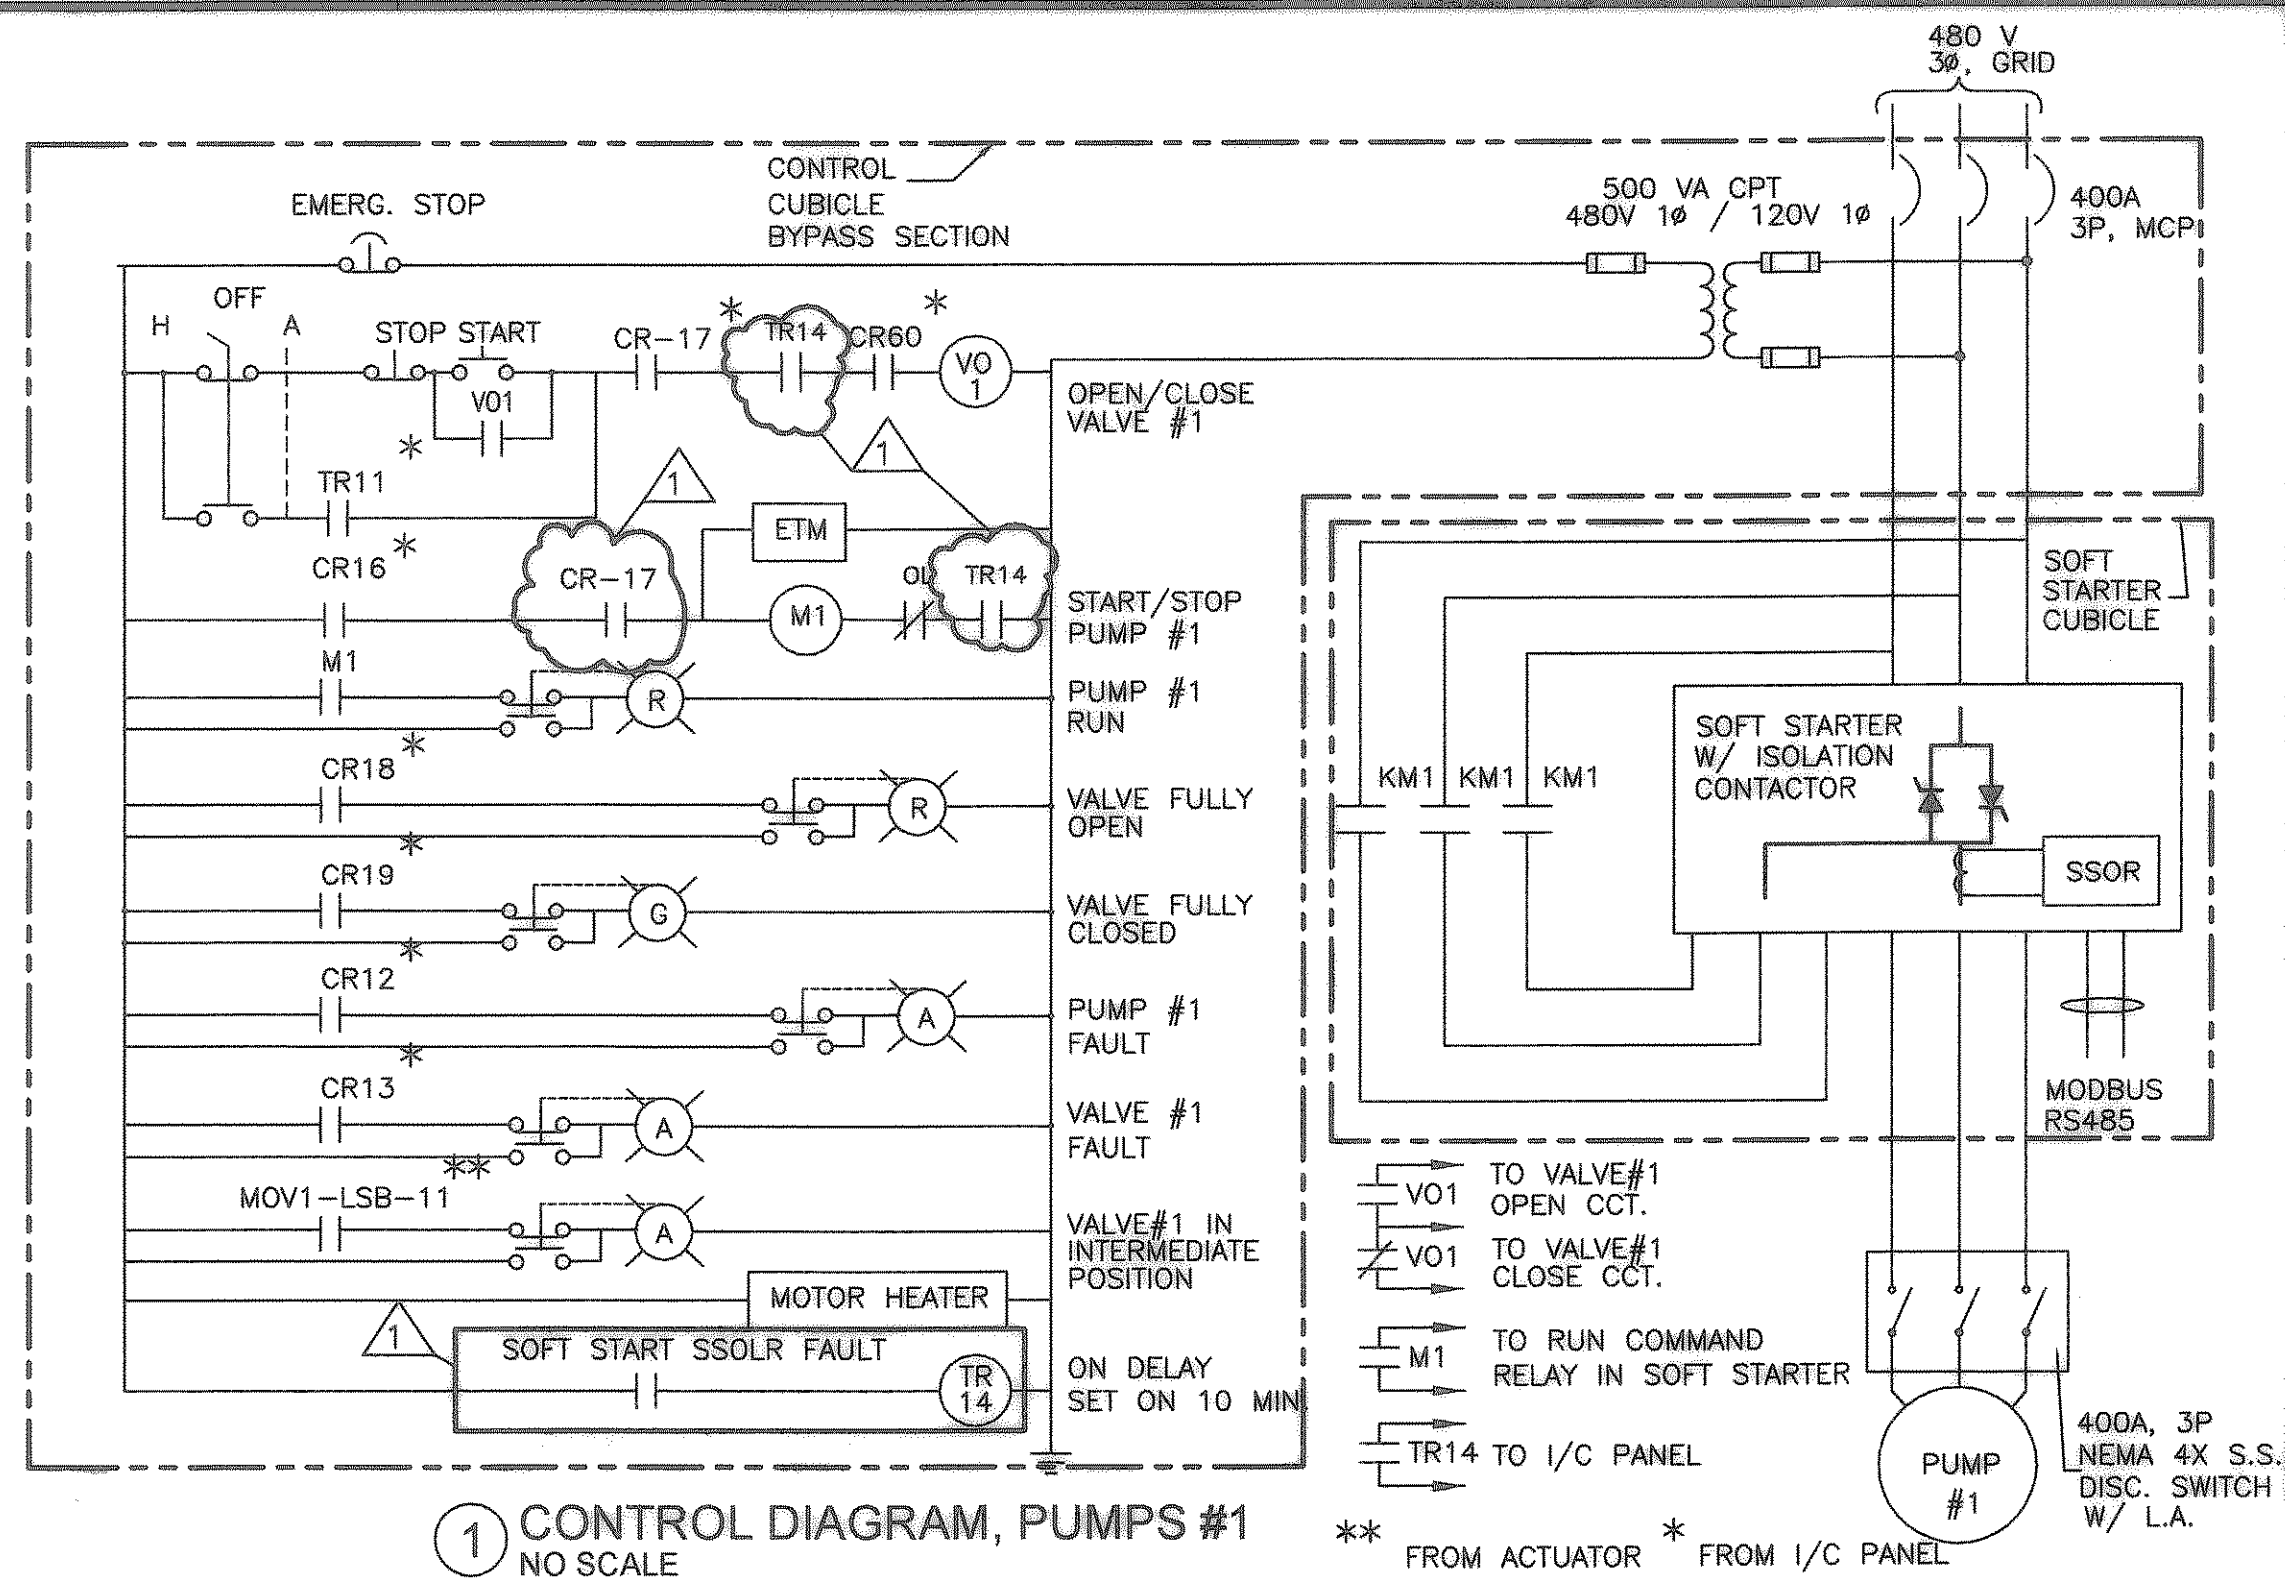 480 V
3ø, GRID
CONTROL
CUBICLE
BYPASS SECTION
EMERG. STOP
500 VA CPT
480V 1ø / 120V 1ø
400A
3P, MCP
H
OFF
A
STOP START
VO1
*
TR11
*
CR-17
*
TR14
CR60
*
VO
1
OPEN/CLOSE
VALVE #1
1
1
ETM
CR16
CR-17
M1
OL
TR14
START/STOP
PUMP #1
M1
R
PUMP #1
RUN
*
CR18
R
VALVE FULLY
OPEN
*
CR19
G
VALVE FULLY
CLOSED
*
CR12
A
PUMP #1
FAULT
*
CR13
A
VALVE #1
FAULT
**
MOV1-LSB-11
A
VALVE#1 IN
INTERMEDIATE
POSITION
MOTOR HEATER
1
SOFT START SSOLR FAULT
TR
14
ON DELAY
SET ON 10 MIN
SOFT
STARTER
CUBICLE
SOFT STARTER
W/ ISOLATION
CONTACTOR
KM1 KM1 KM1
SSOR
MODBUS
RS485
VO1
TO VALVE#1
OPEN CCT.
VO1
TO VALVE#1
CLOSE CCT.
M1
TO RUN COMMAND
RELAY IN SOFT STARTER
TR14 TO I/C PANEL
PUMP
#1
400A, 3P
NEMA 4X S.S.
DISC. SWITCH
W/ L.A.
** FROM ACTUATOR * FROM I/C PANEL
1 CONTROL DIAGRAM, PUMPS #1
NO SCALE